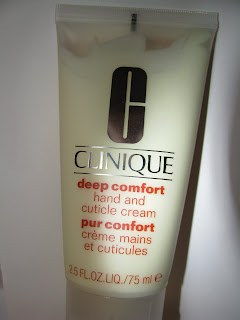 C
CLINIQUE
deep comfort
hand and
cuticle cream
pur confort
crème mains
et cuticules
2.5 FL.OZ.LIQ./75 ml ℮